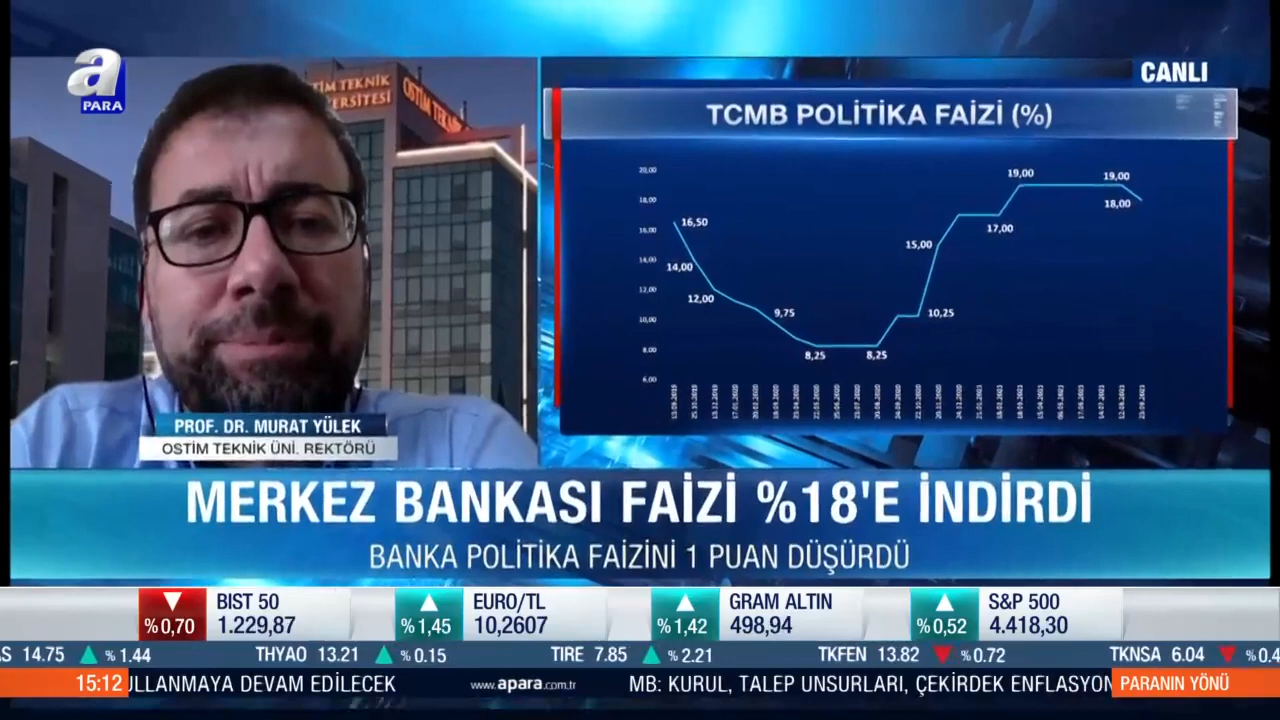 a
PARA
CANLI
OSTİM TEKNİK
OSTİM TEKNİK
TCMB POLİTİKA FAİZİ (%)
20,00
18,00
16,00
14,00
12,00
10,00
8,00
6,00
16,50
14,00
12,00
9,75
8,25
8,25
10,25
15,00
17,00
19,00
19,00
18,00
PROF. DR. MURAT YÜLEK
OSTİM TEKNİK ÜNİ. REKTÖRÜ
MERKEZ BANKASI FAİZİ %18'E İNDİRDİ
BANKA POLİTİKA FAİZİNİ 1 PUAN DÜŞÜRDÜ
%0,70 BIST 50 1.229,87
%1,45 EURO/TL 10,2607
%1,42 GRAM ALTIN 498,94
%0,52 S&P 500 4.418,30
AS 14.75 %1.44 THYAO 13.21 %0.15 TIRE 7.85 %2.21 TKFEN 13.82 %0.72 TKNSA 6.04 %0.4
15:12 ULLANMAYA DEVAM EDİLECEK www.apara.com.tr MB: KURUL, TALEP UNSURLARI, ÇEKİRDEK ENFLASYON PARANIN YÖNÜ